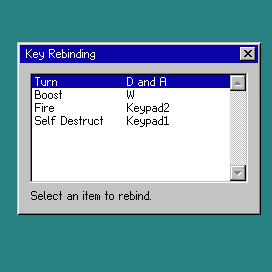 Key Rebinding
Turn D and A
Boost W
Fire Keypad2
Self Destruct Keypad1
Select an item to rebind.